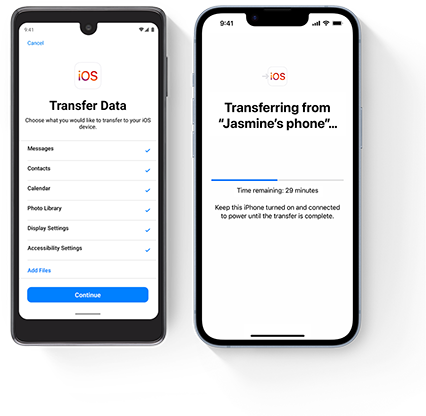 9:41
Cancel
iOS
Transfer Data
Choose what you would like to transfer to your iOS
device.
Messages
Contacts
Calendar
Photo Library
Display Settings
Accessibility Settings
Add Files
Continue
9:41
iOS
Transferring from
“Jasmine’s phone”...
Time remaining: 29 minutes
Keep this iPhone turned on and connected
to power until the transfer is complete.